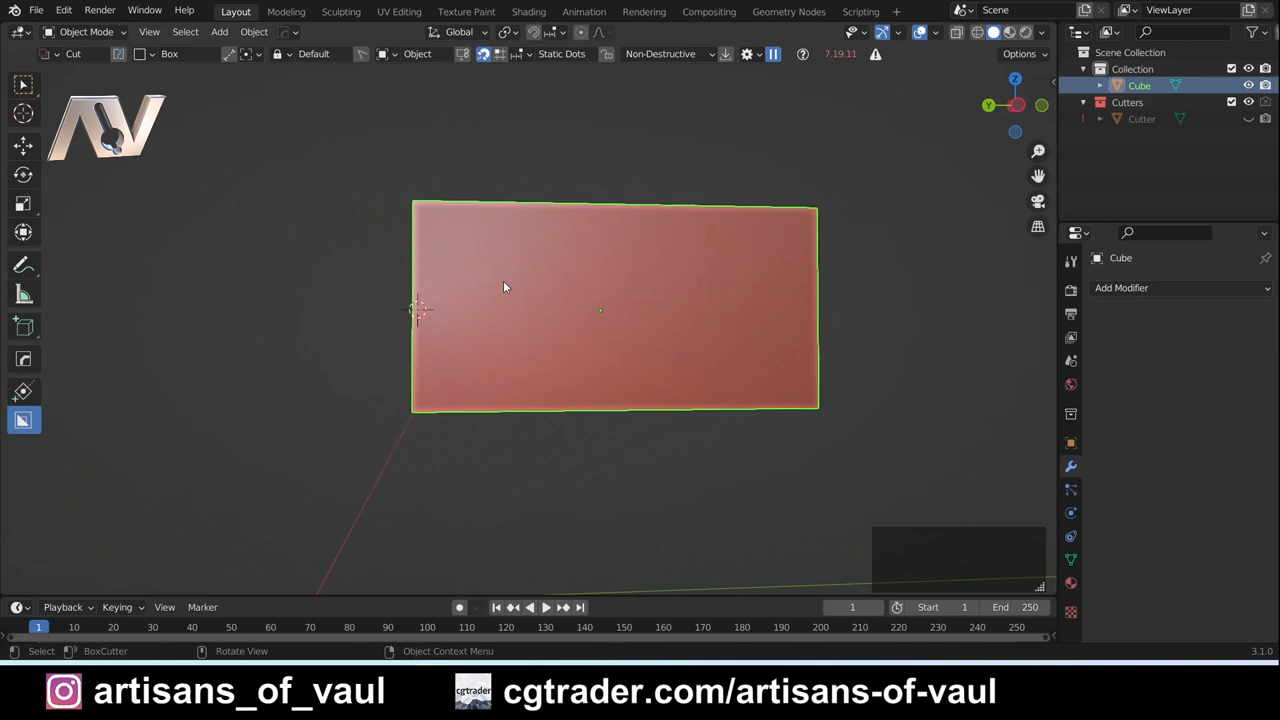 File Edit Render Window Help Layout Modeling Sculpting UV Editing Texture Paint Shading Animation Rendering Compositing Geometry Nodes Scripting + Scene ViewLayer
Object Mode View Select Add Object Global
Cut Box Default Object Static Dots Non-Destructive 7.19.11 Options
Scene Collection
Collection
Cube
Cutters
Cutter
AV
Z
Y
Cube
Add Modifier
Playback Keying View Marker 1 Start 1 End 250
1 10 20 30 40 50 60 70 80 90 100 110 120 130 140 150 160 170 180 190 200 210 220 230 240 250
Select BoxCutter Rotate View Object Context Menu 3.1.0
artisans_of_vaul cgtrader cgtrader.com/artisans-of-vaul